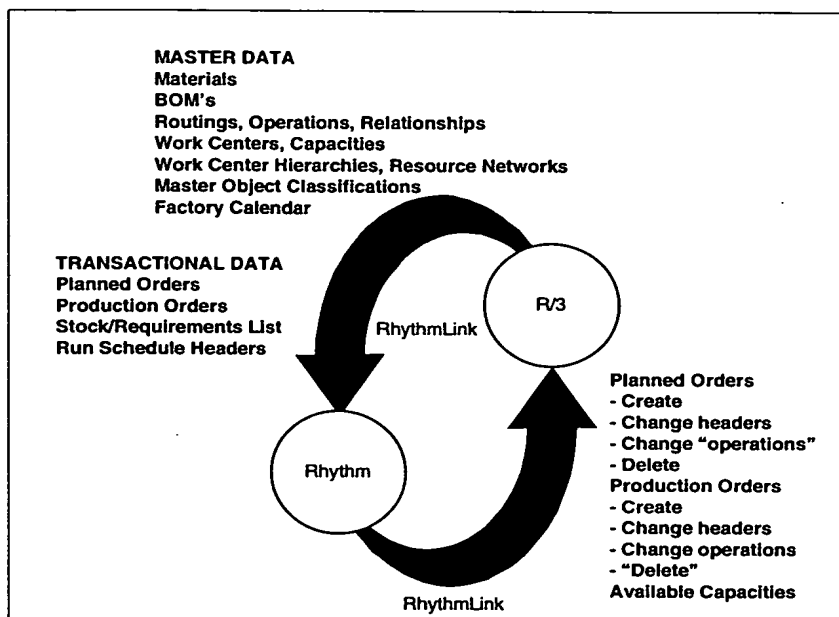 MASTER DATA
Materials
BOM's
Routings, Operations, Relationships
Work Centers, Capacities
Work Center Hierarchies, Resource Networks
Master Object Classifications
Factory Calendar
TRANSACTIONAL DATA
Planned Orders
Production Orders
Stock/Requirements List
Run Schedule Headers
RhythmLink
R/3
Rhythm
Planned Orders
- Create
- Change headers
- Change "operations"
- Delete
Production Orders
- Create
- Change headers
- Change operations
- "Delete"
Available Capacities
RhythmLink